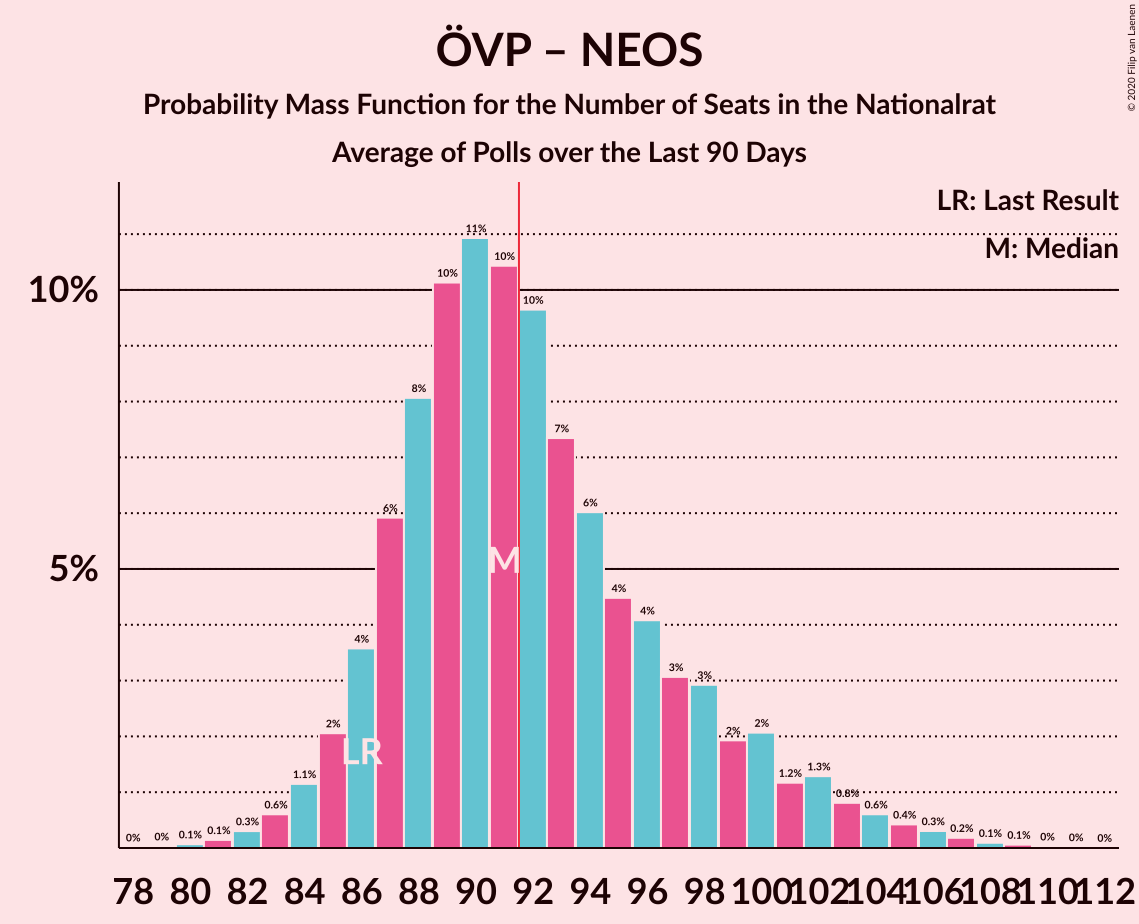 ÖVP – NEOS
Probability Mass Function for the Number of Seats in the Nationalrat
Average of Polls over the Last 90 Days
© 2020 Filip van Laenen
LR: Last Result
M: Median
10%
5%
0% 0% 0.1% 0.1% 0.3% 0.6% 1.1% 2% 4% 6% 8% 10% 11% 10% 10% 7% 6% 4% 4% 3% 3% 2% 2% 1.2% 1.3% 0.8% 0.6% 0.4% 0.3% 0.2% 0.1% 0.1% 0% 0% 0%
M
LR
78 80 82 84 86 88 90 92 94 96 98 100 102 104 106 108 110 112